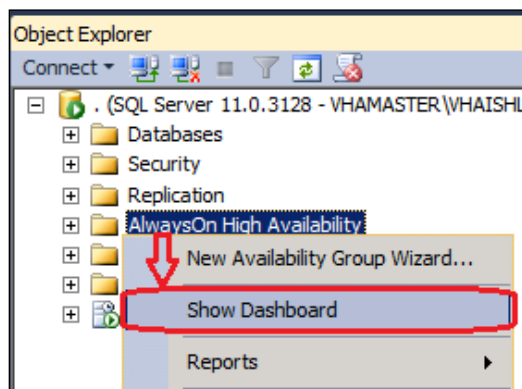 Object Explorer
Connect
. (SQL Server 11.0.3128 - VHAMASTER\VHAISHL
Databases
Security
Replication
AlwaysOn High Availability
New Availability Group Wizard...
Show Dashboard
Reports